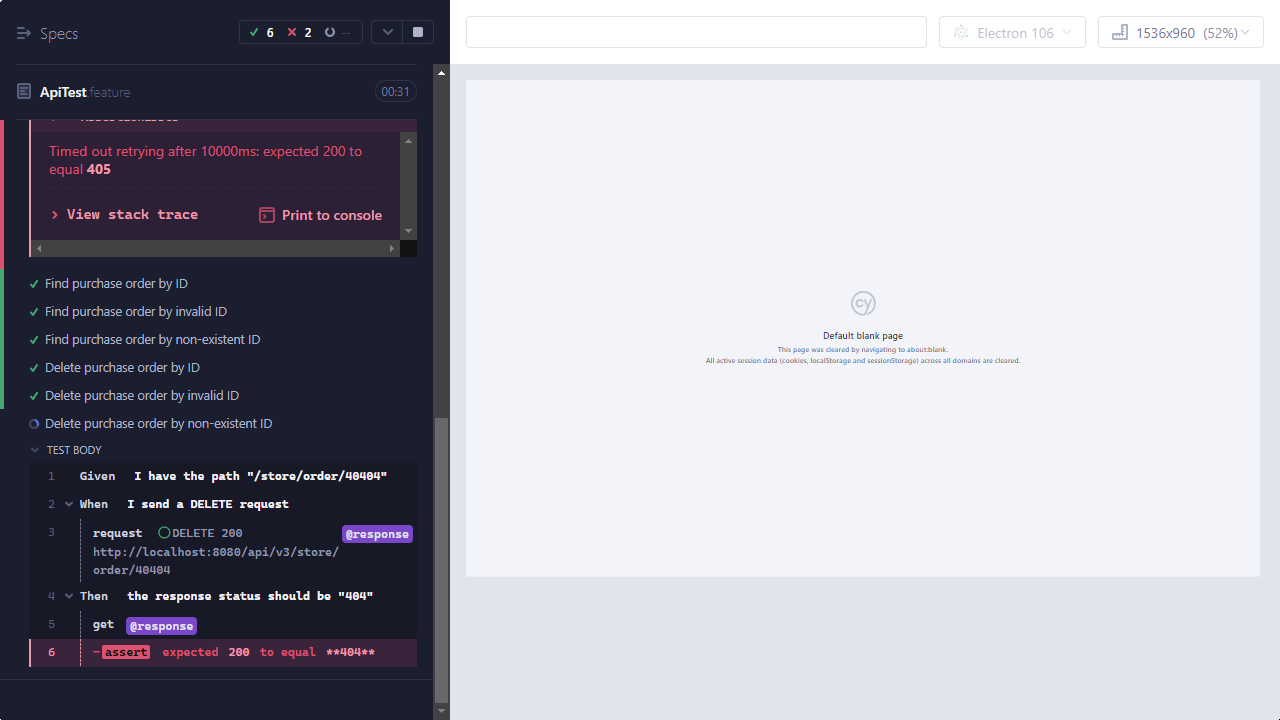 Specs
6 2 --
Electron 106
1536x960 (52%)
ApiTest.feature
00:31
Timed out retrying after 10000ms: expected 200 to
equal 405
View stack trace
Print to console
Find purchase order by ID
Find purchase order by invalid ID
Find purchase order by non-existent ID
Delete purchase order by ID
Delete purchase order by invalid ID
Delete purchase order by non-existent ID
TEST BODY
1 Given I have the path "/store/order/40404"
2 When I send a DELETE request
3 request DELETE 200 @response
http://localhost:8080/api/v3/store/
order/40404
4 Then the response status should be "404"
5 get @response
6 -assert expected 200 to equal **404**
cy
Default blank page
This page was cleared by navigating to about:blank.
All active session data (cookies, localStorage and sessionStorage) across all domains are cleared.